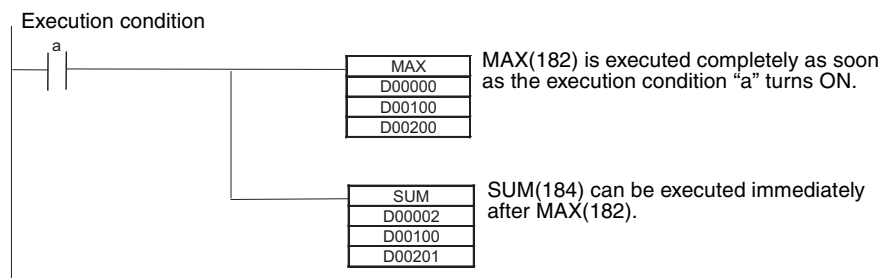 Execution condition
a
MAX
D00000
D00100
D00200
MAX(182) is executed completely as soon
as the execution condition “a” turns ON.
SUM
D00002
D00100
D00201
SUM(184) can be executed immediately
after MAX(182).